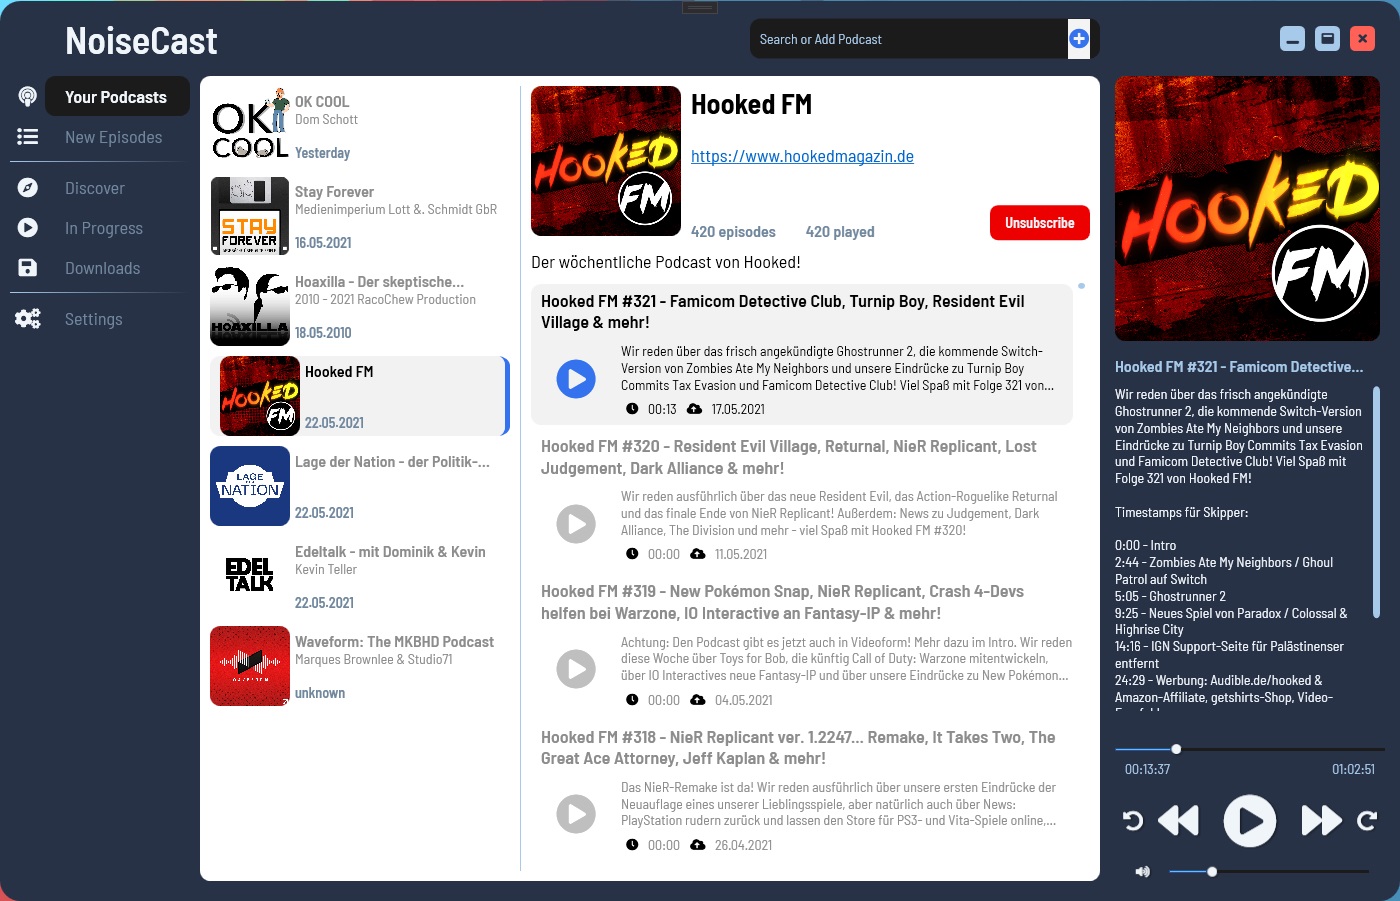 NoiseCast
Search or Add Podcast
Your Podcasts
New Episodes
Discover
In Progress
Downloads
Settings
OK COOL
OK COOL
Dom Schott
Yesterday
STAY FOREVER
Stay Forever
Medienimperium Lott &. Schmidt GbR
16.05.2021
HOAXILLA
Hoaxilla - Der skeptische...
2010 - 2021 RacoChew Production
18.05.2010
HOOKED FM
Hooked FM
22.05.2021
LAGE
NATION
Lage der Nation - der Politik-...
22.05.2021
EDEL
TALK
Edeltalk - mit Dominik & Kevin
Kevin Teller
22.05.2021
Waveform: The MKBHD Podcast
Marques Brownlee & Studio71
unknown
HOOKED
FM
Hooked FM
https://www.hookedmagazin.de
420 episodes 420 played
Unsubscribe
Der wöchentliche Podcast von Hooked!
Hooked FM #321 - Famicom Detective Club, Turnip Boy, Resident Evil
Village & mehr!
Wir reden über das frisch angekündigte Ghostrunner 2, die kommende Switch-
Version von Zombies Ate My Neighbors und unsere Eindrücke zu Turnip Boy
Commits Tax Evasion und Famicom Detective Club! Viel Spaß mit Folge 321 von...
00:13 17.05.2021
Hooked FM #320 - Resident Evil Village, Returnal, NieR Replicant, Lost
Judgement, Dark Alliance & mehr!
Wir reden ausführlich über das neue Resident Evil, das Action-Roguelike Returnal
und das finale Ende von NieR Replicant! Außerdem: News zu Judgement, Dark
Alliance, The Division und mehr - viel Spaß mit Hooked FM #320!
00:00 11.05.2021
Hooked FM #319 - New Pokémon Snap, NieR Replicant, Crash 4-Devs
helfen bei Warzone, IO Interactive an Fantasy-IP & mehr!
Achtung: Den Podcast gibt es jetzt auch in Videoform! Mehr dazu im Intro. Wir reden
diese Woche über Toys for Bob, die künftig Call of Duty: Warzone mitentwickeln,
über IO Interactives neue Fantasy-IP und über unsere Eindrücke zu New Pokémon...
00:00 04.05.2021
Hooked FM #318 - NieR Replicant ver. 1.2247... Remake, It Takes Two, The
Great Ace Attorney, Jeff Kaplan & mehr!
Das NieR-Remake ist da! Wir reden ausführlich über unsere ersten Eindrücke der
Neuauflage eines unserer Lieblingsspiele, aber natürlich auch über News:
PlayStation rudern zurück und lassen den Store für PS3- und Vita-Spiele online,...
00:00 26.04.2021
HOOKED
FM
Hooked FM #321 - Famicom Detective...
Wir reden über das frisch angekündigte
Ghostrunner 2, die kommende Switch-Version
von Zombies Ate My Neighbors und unsere
Eindrücke zu Turnip Boy Commits Tax Evasion
und Famicom Detective Club! Viel Spaß mit
Folge 321 von Hooked FM!
Timestamps für Skipper:
0:00 - Intro
2:44 - Zombies Ate My Neighbors / Ghoul
Patrol auf Switch
5:05 - Ghostrunner 2
9:25 - Neues Spiel von Paradox / Colossal &
Highrise City
14:16 - IGN Support-Seite für Palästinenser
entfernt
24:29 - Werbung: Audible.de/hooked &
Amazon-Affiliate, getshirts-Shop, Video-
00:13:37 01:02:51